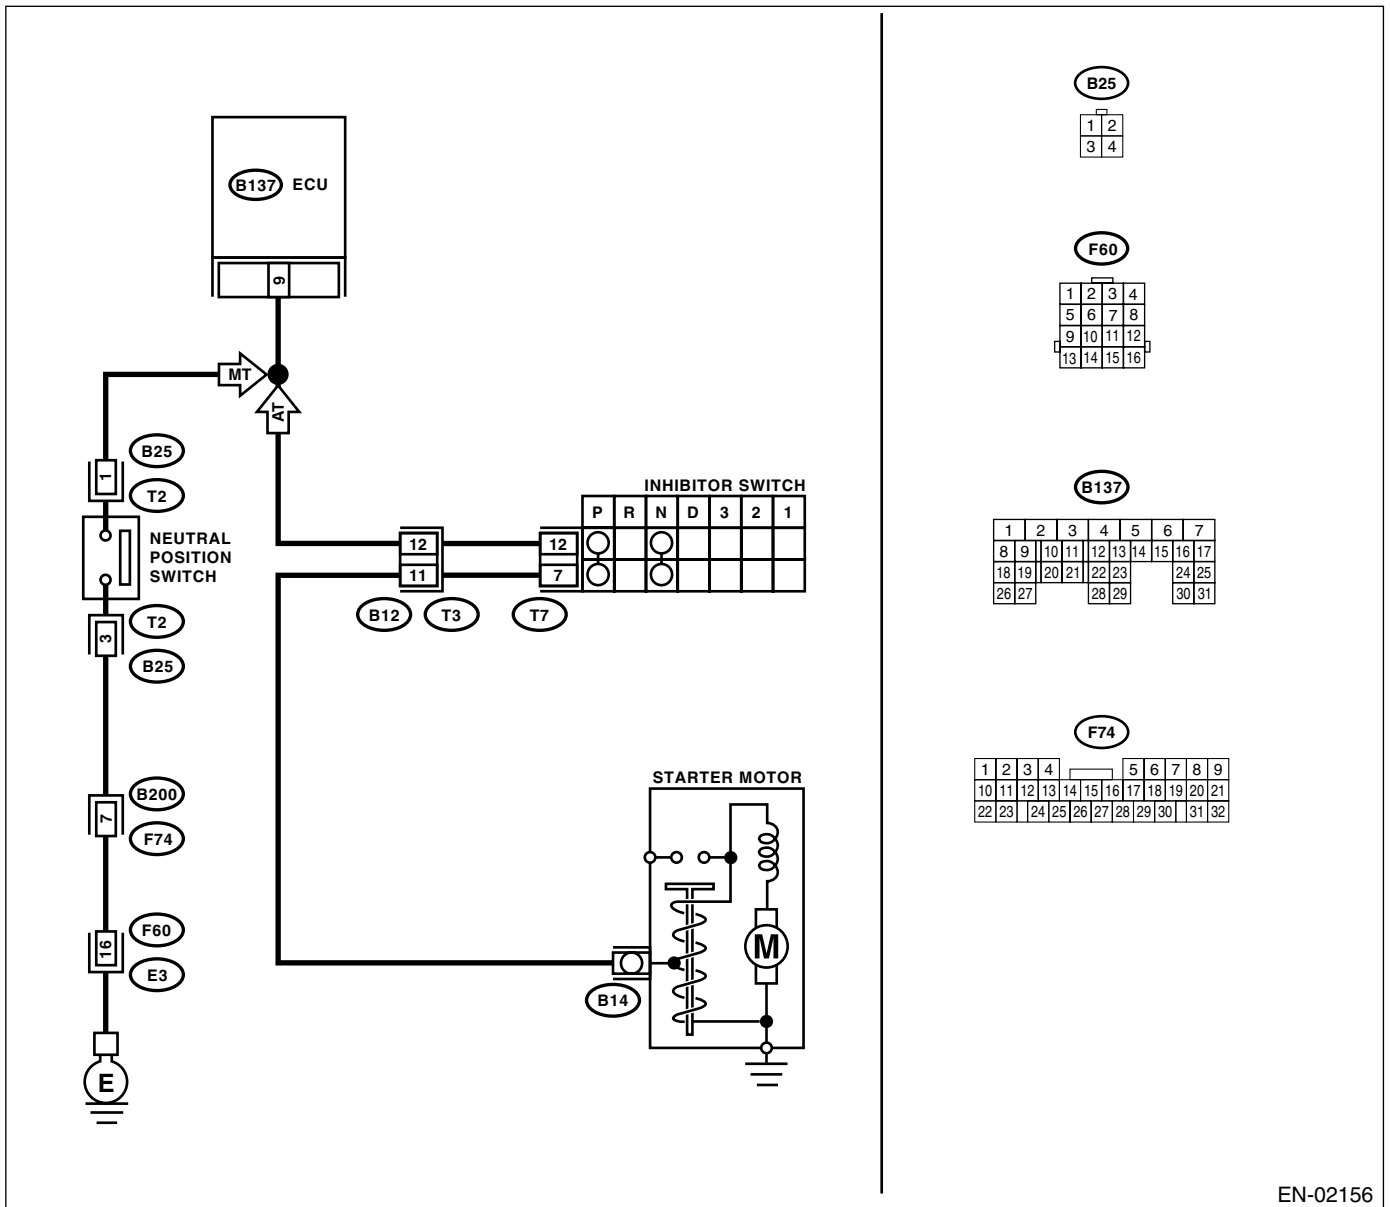 B137 ECU
9
MT
AT
B25
1
T2
NEUTRAL
POSITION
SWITCH
T2
3
B25
B200
7
F74
F60
16
E3
E
INHIBITOR SWITCH
P R N D 3 2 1
12 12
11 7
B12 T3 T7
STARTER MOTOR
M
B14
B25
1 2
3 4
F60
1 2 3 4
5 6 7 8
9 10 11 12
13 14 15 16
B137
1 2 3 4 5 6 7
8 9 10 11 12 13 14 15 16 17
18 19 20 21 22 23 24 25
26 27 28 29 30 31
F74
1 2 3 4 5 6 7 8 9
10 11 12 13 14 15 16 17 18 19 20 21
22 23 24 25 26 27 28 29 30 31 32
EN-02156